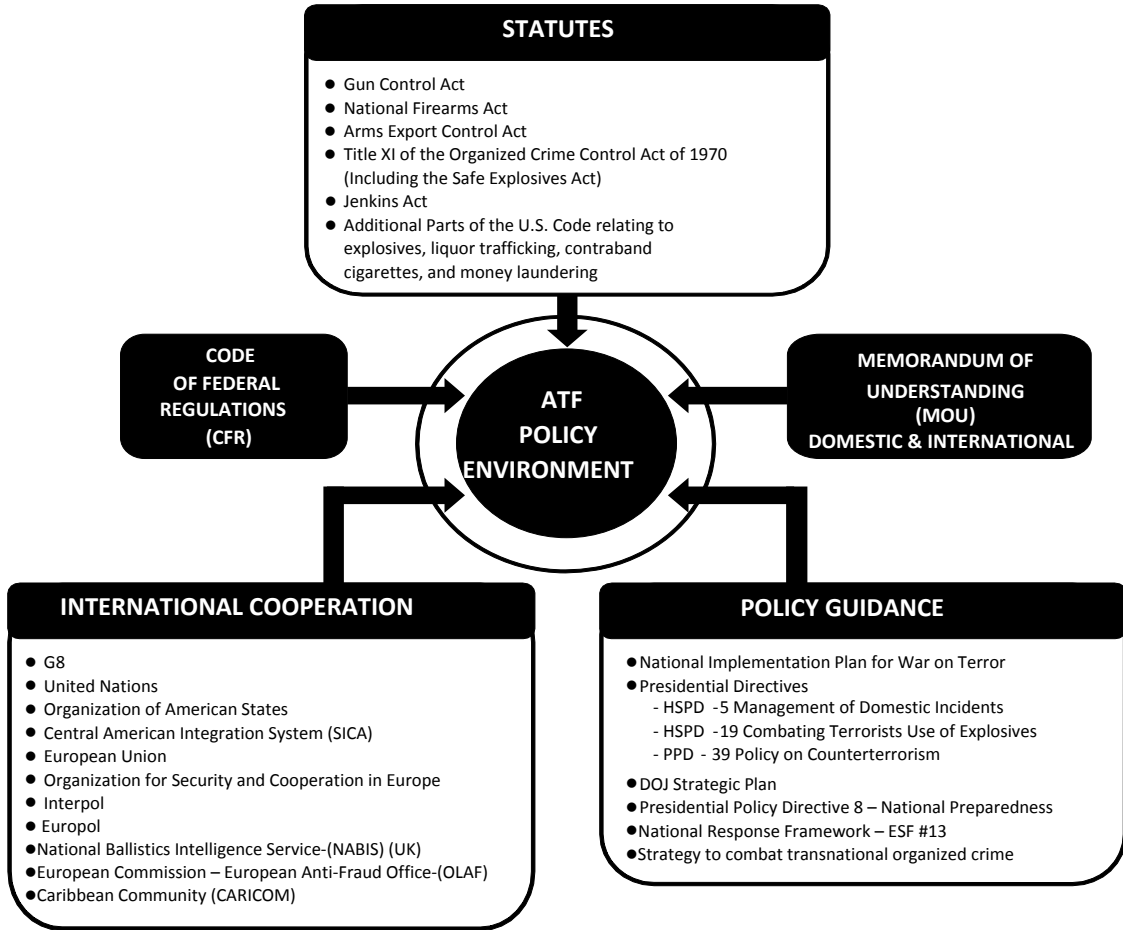 STATUTES
● Gun Control Act
● National Firearms Act
● Arms Export Control Act
● Title XI of the Organized Crime Control Act of 1970
(Including the Safe Explosives Act)
● Jenkins Act
● Additional Parts of the U.S. Code relating to
explosives, liquor trafficking, contraband
cigarettes, and money laundering
CODE
OF FEDERAL
REGULATIONS
(CFR)
ATF
POLICY
ENVIRONMENT
MEMORANDUM OF
UNDERSTANDING
(MOU)
DOMESTIC & INTERNATIONAL
INTERNATIONAL COOPERATION
● G8
● United Nations
● Organization of American States
● Central American Integration System (SICA)
● European Union
● Organization for Security and Cooperation in Europe
● Interpol
● Europol
●National Ballistics Intelligence Service-(NABIS) (UK)
●European Commission – European Anti-Fraud Office-(OLAF)
●Caribbean Community (CARICOM)
POLICY GUIDANCE
●National Implementation Plan for War on Terror
●Presidential Directives
- HSPD -5 Management of Domestic Incidents
- HSPD -19 Combating Terrorists Use of Explosives
- PPD - 39 Policy on Counterterrorism
●DOJ Strategic Plan
●Presidential Policy Directive 8 – National Preparedness
●National Response Framework – ESF #13
●Strategy to combat transnational organized crime